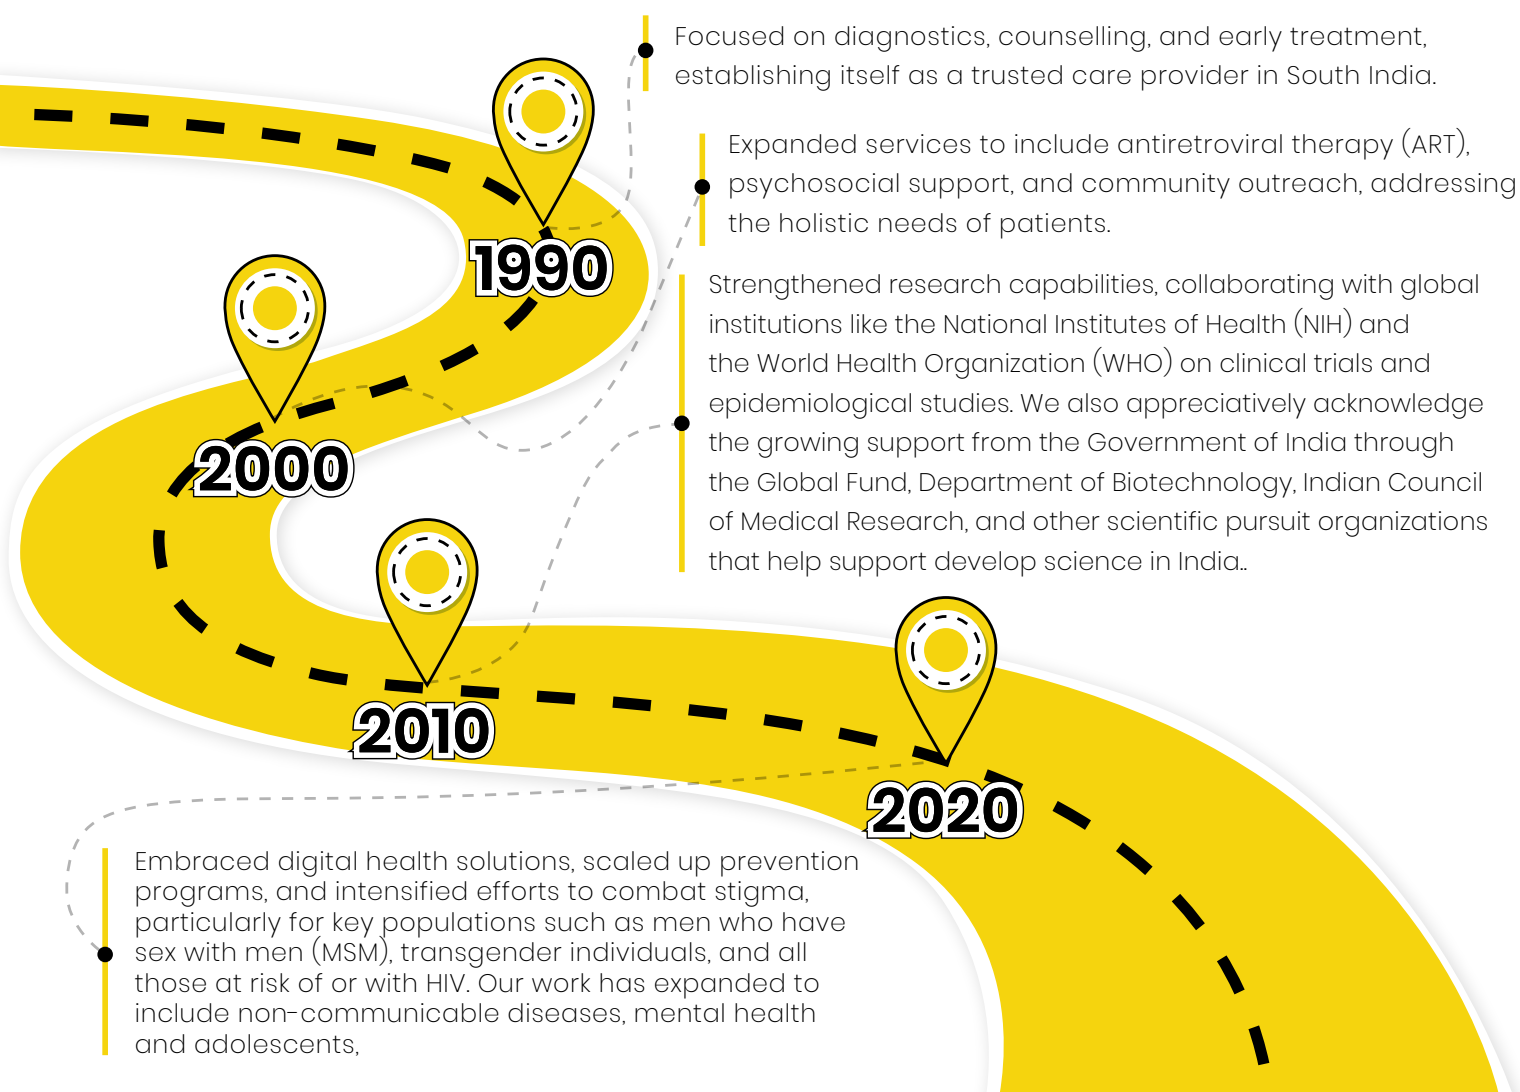 Focused on diagnostics, counselling, and early treatment,
establishing itself as a trusted care provider in South India.
1990
Expanded services to include antiretroviral therapy (ART),
psychosocial support, and community outreach, addressing
the holistic needs of patients.
2000
Strengthened research capabilities, collaborating with global
institutions like the National Institutes of Health (NIH) and
the World Health Organization (WHO) on clinical trials and
epidemiological studies. We also appreciatively acknowledge
the growing support from the Government of India through
the Global Fund, Department of Biotechnology, Indian Council
of Medical Research, and other scientific pursuit organizations
that help support develop science in India..
2010
2020
Embraced digital health solutions, scaled up prevention
programs, and intensified efforts to combat stigma,
particularly for key populations such as men who have
sex with men (MSM), transgender individuals, and all
those at risk of or with HIV. Our work has expanded to
include non-communicable diseases, mental health
and adolescents,